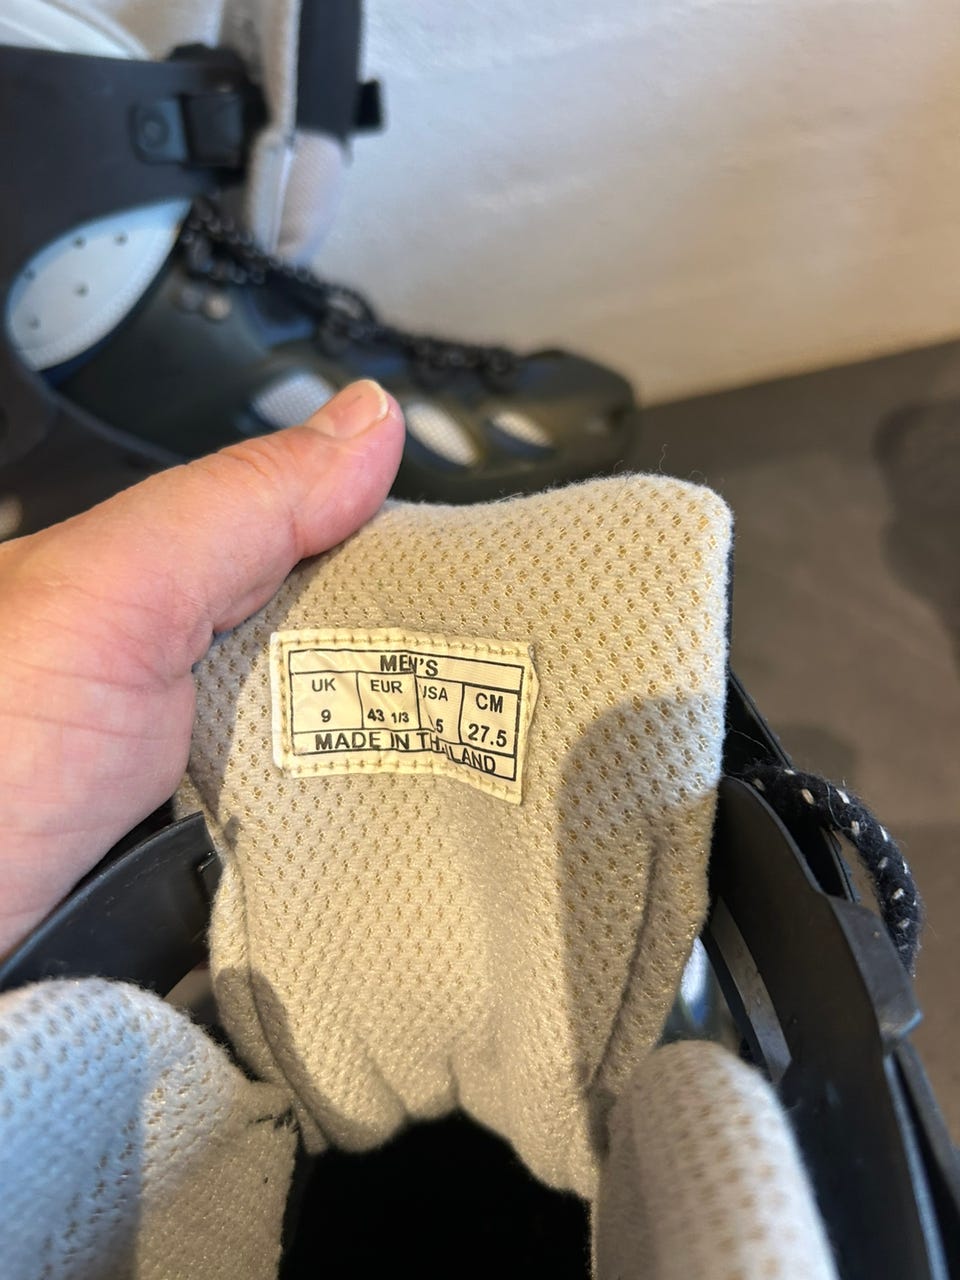 MEN'S
UK EUR USA CM
9 43 1/3 27.5
MADE IN THAILAND